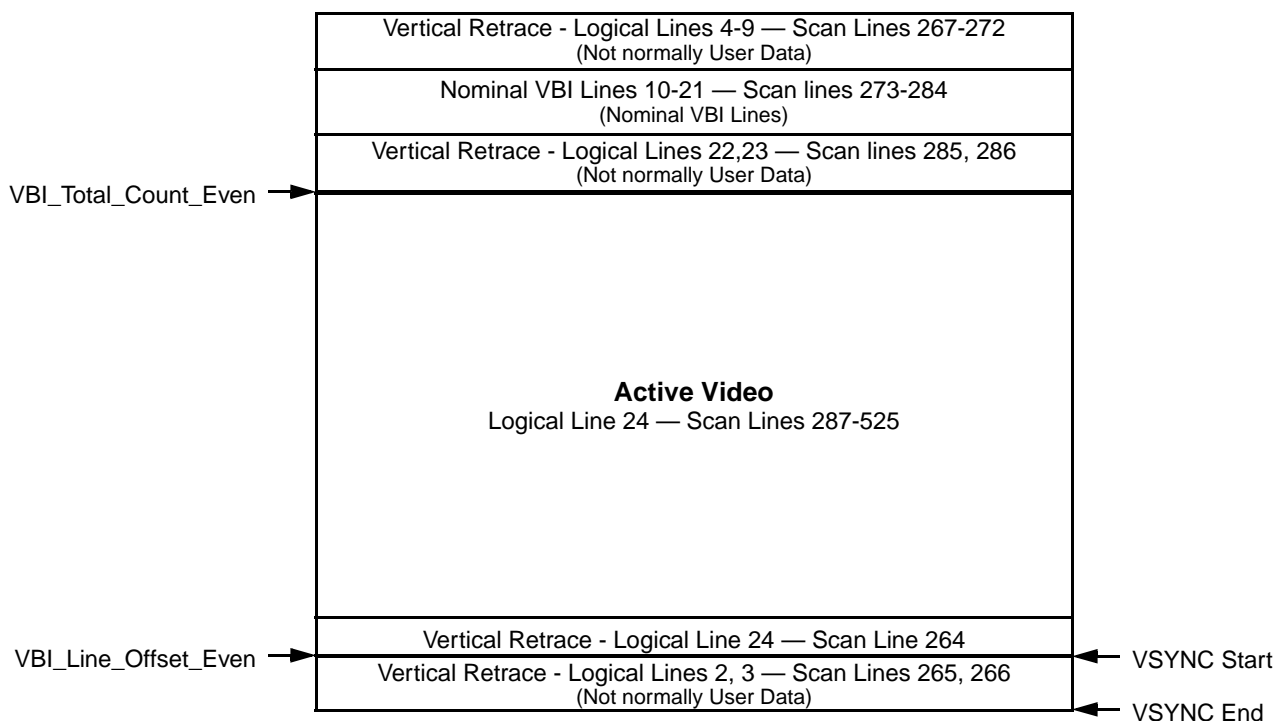 Vertical Retrace - Logical Lines 4-9 — Scan Lines 267-272
(Not normally User Data)
Nominal VBI Lines 10-21 — Scan lines 273-284
(Nominal VBI Lines)
Vertical Retrace - Logical Lines 22,23 — Scan lines 285, 286
(Not normally User Data)
VBI_Total_Count_Even
Active Video
Logical Line 24 — Scan Lines 287-525
Vertical Retrace - Logical Line 24 — Scan Line 264
VBI_Line_Offset_Even
VSYNC Start
Vertical Retrace - Logical Lines 2, 3 — Scan Lines 265, 266
(Not normally User Data)
VSYNC End